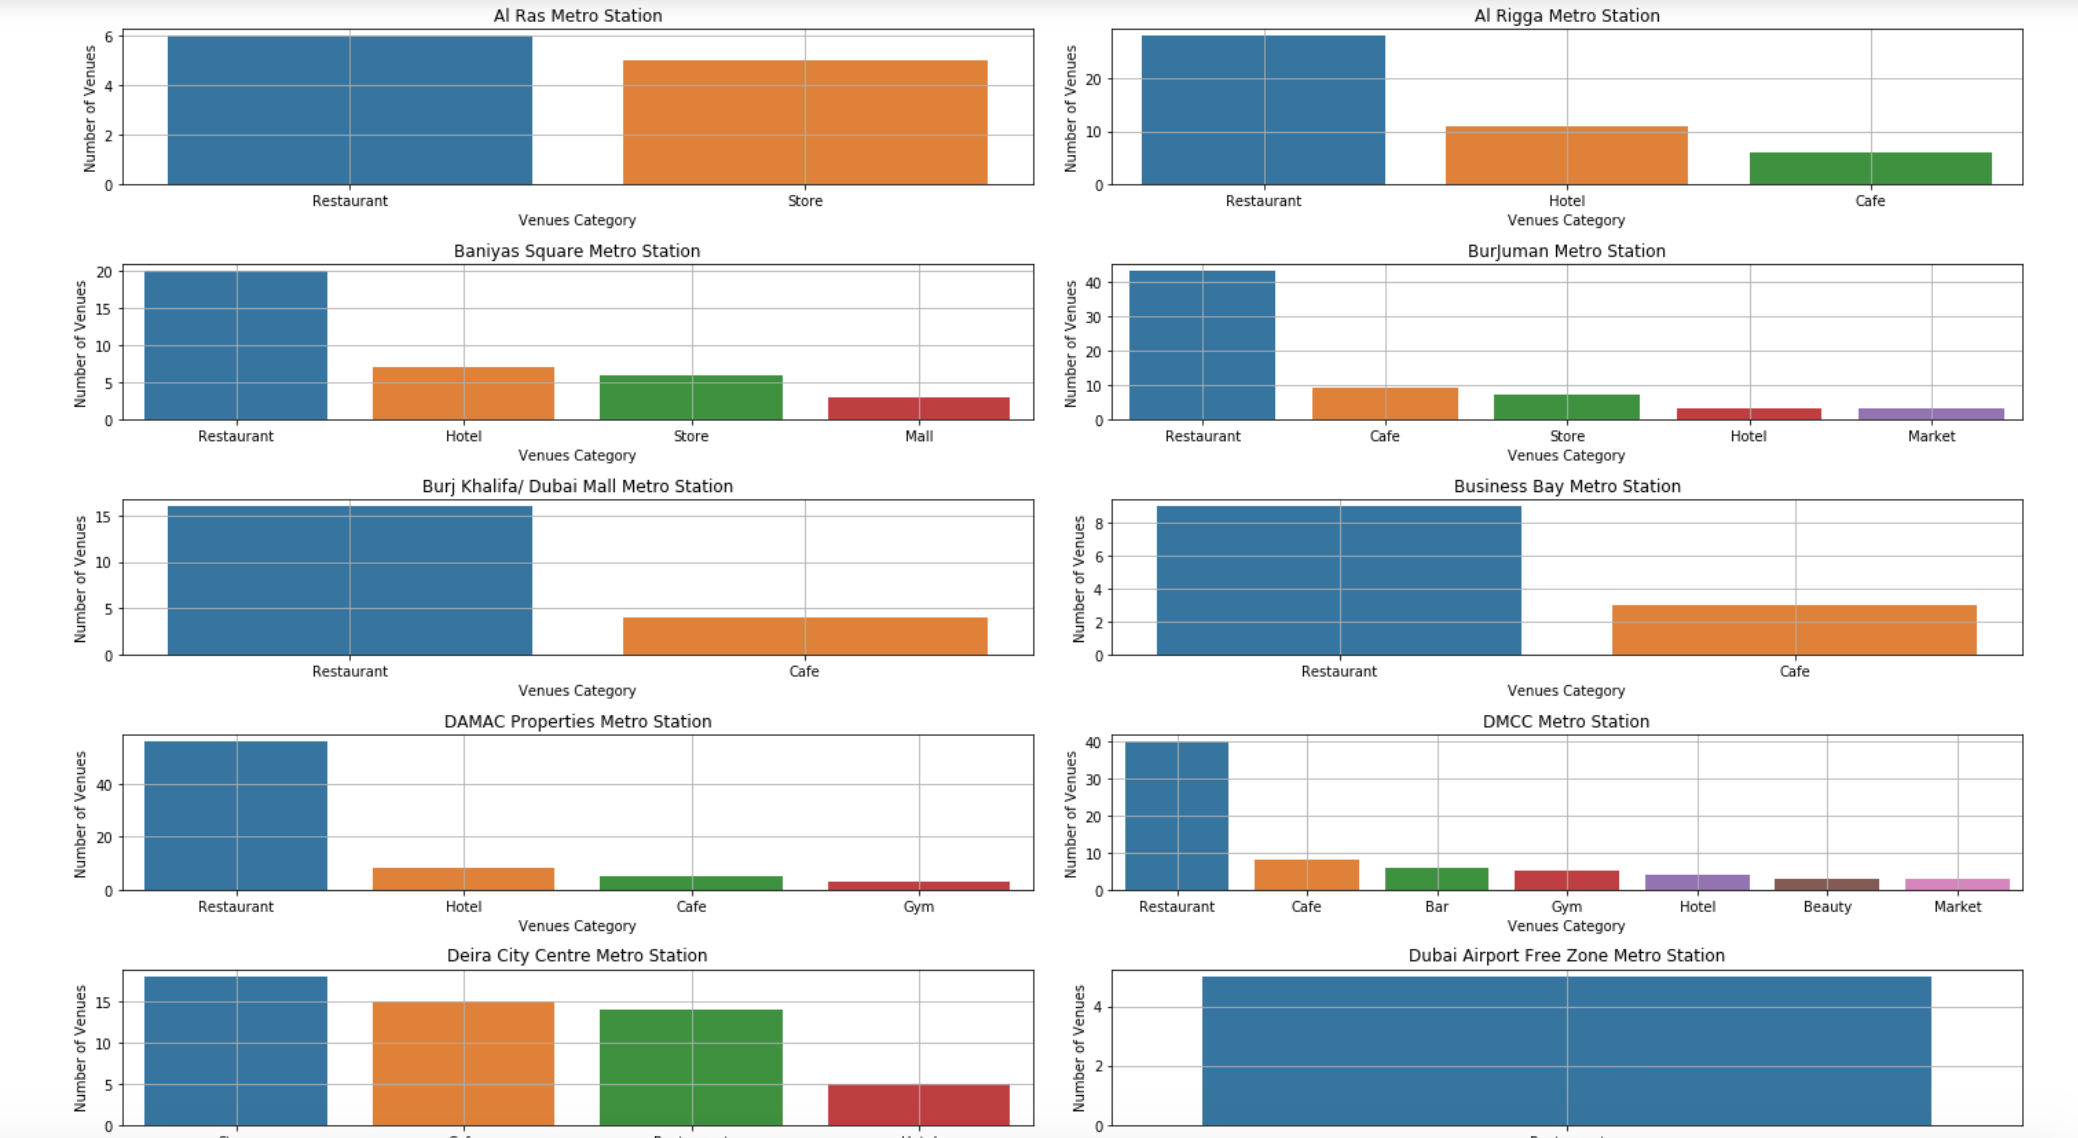 Al Ras Metro Station
Number of Venues
6
4
2
0
Restaurant Store
Venues Category
Al Rigga Metro Station
Number of Venues
20
10
0
Restaurant Hotel Cafe
Venues Category
Baniyas Square Metro Station
Number of Venues
20
15
10
5
0
Restaurant Hotel Store Mall
Venues Category
BurJuman Metro Station
Number of Venues
40
30
20
10
0
Restaurant Cafe Store Hotel Market
Venues Category
Burj Khalifa/ Dubai Mall Metro Station
Number of Venues
15
10
5
0
Restaurant Cafe
Venues Category
Business Bay Metro Station
Number of Venues
8
6
4
2
0
Restaurant Cafe
Venues Category
DAMAC Properties Metro Station
Number of Venues
40
20
0
Restaurant Hotel Cafe Gym
Venues Category
DMCC Metro Station
Number of Venues
40
30
20
10
0
Restaurant Cafe Bar Gym Hotel Beauty Market
Venues Category
Deira City Centre Metro Station
Number of Venues
15
10
5
0
Dubai Airport Free Zone Metro Station
Number of Venues
4
2
0